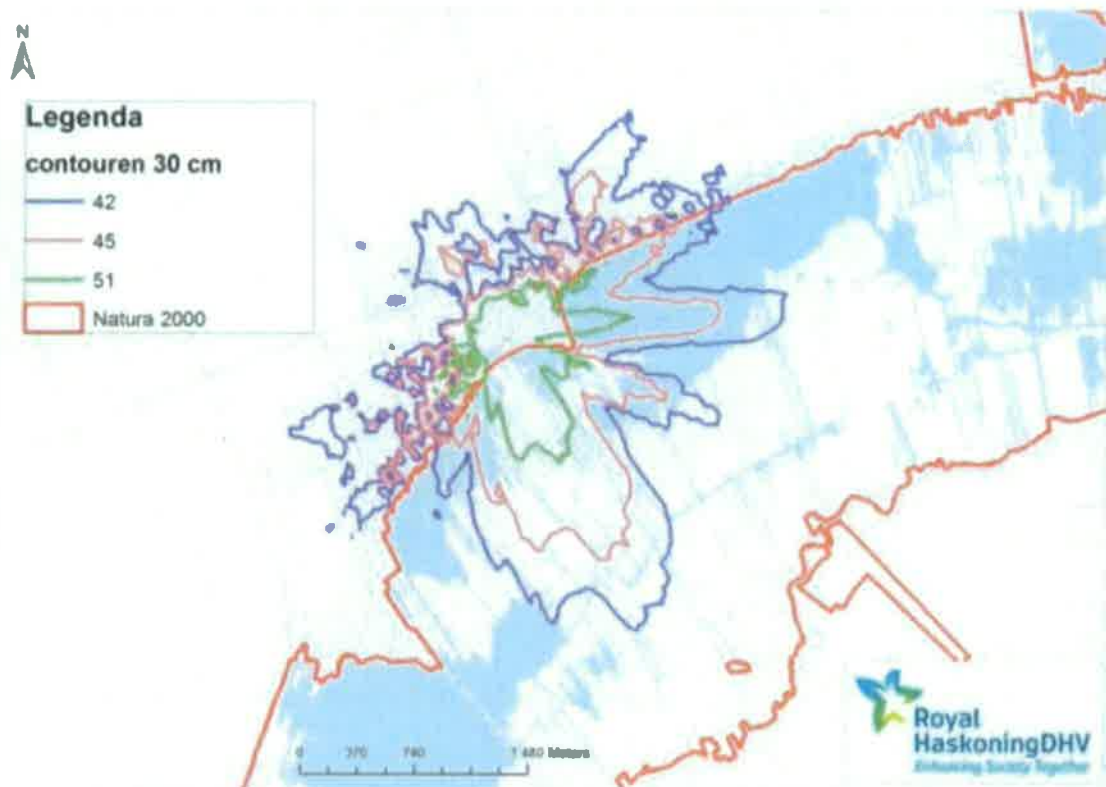 N
Legenda
contouren 30 cm
42
45
51
Natura 2000
0 370 740 1.480 Meters
Royal
HaskoningDHV
Enhancing Society Together